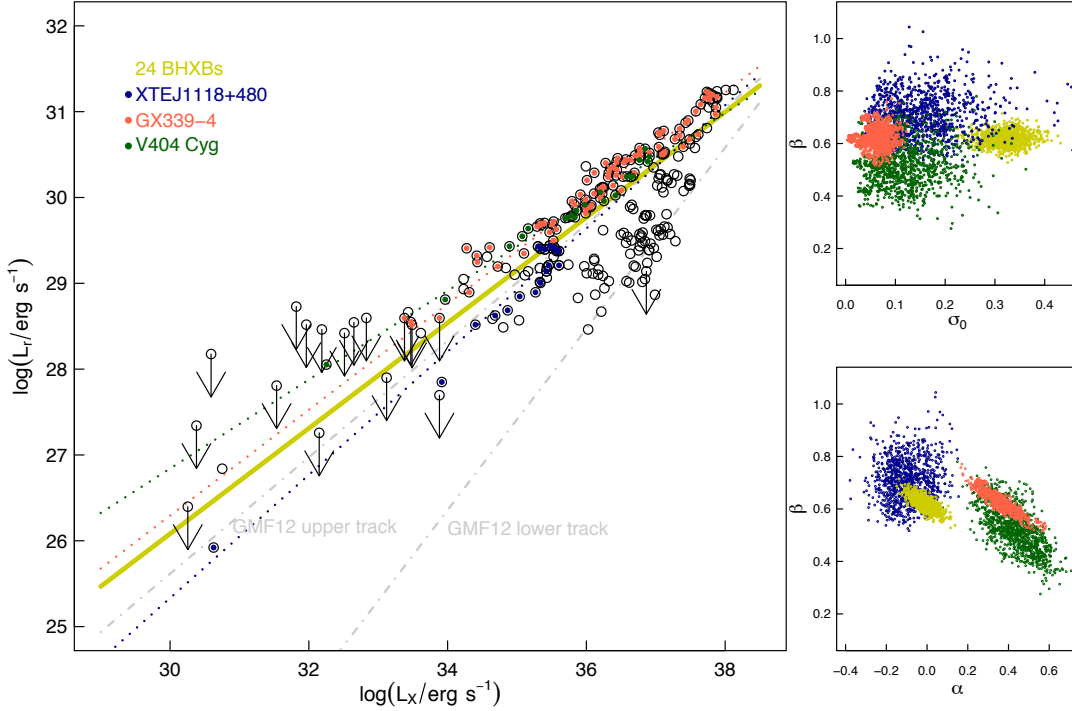 24 BHXBs
XTEJ1118+480
GX339−4
V404 Cyg
GMF12 upper track
GMF12 lower track
log(L_r/erg s⁻¹)
32
31
30
29
28
27
26
25
30
32
34
36
38
log(L_X/erg s⁻¹)
β
1.0
0.8
0.6
0.4
0.2
0.0
0.1
0.2
0.3
0.4
σ₀
β
1.0
0.8
0.6
0.4
0.2
−0.4
−0.2
0.0
0.2
0.4
0.6
α